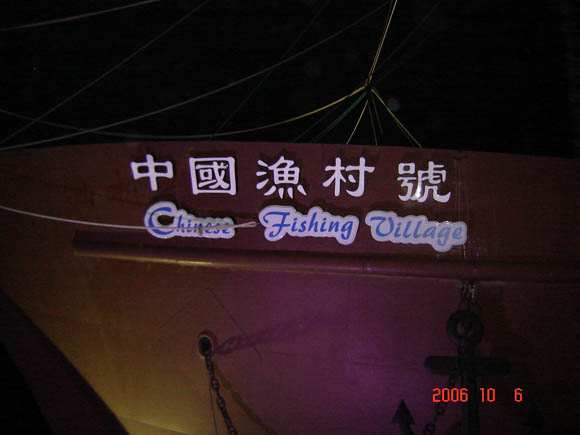 中國漁村號
Chinese Fishing Village
2006 10 6